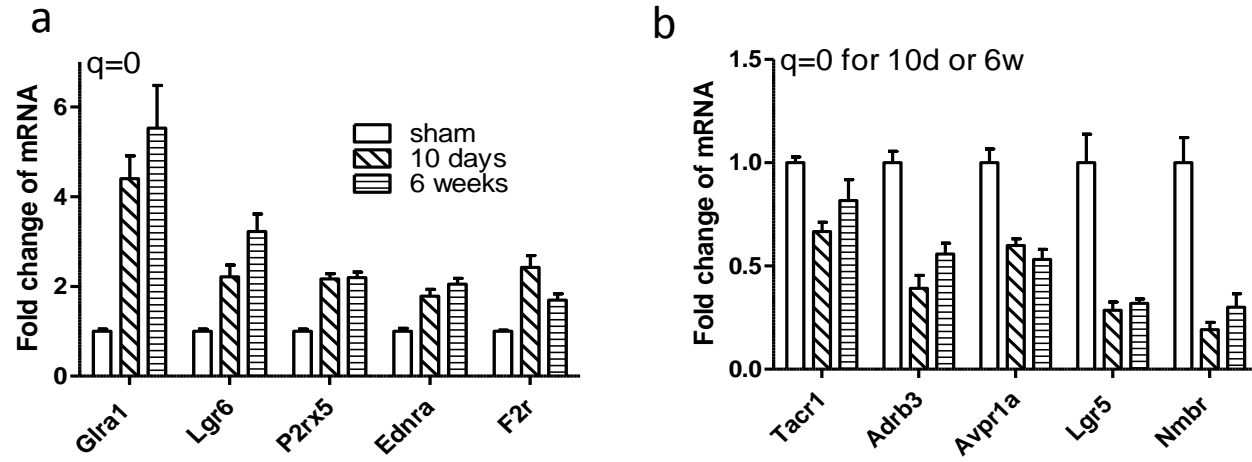 a
q=0
Fold change of mRNA
6
4
2
0
sham
10 days
6 weeks
Glra1
Lgr6
P2rx5
Ednra
F2r
b
q=0 for 10d or 6w
Fold change of mRNA
1.5
1.0
0.5
0.0
Tacr1
Adrb3
Avpr1a
Lgr5
Nmbr